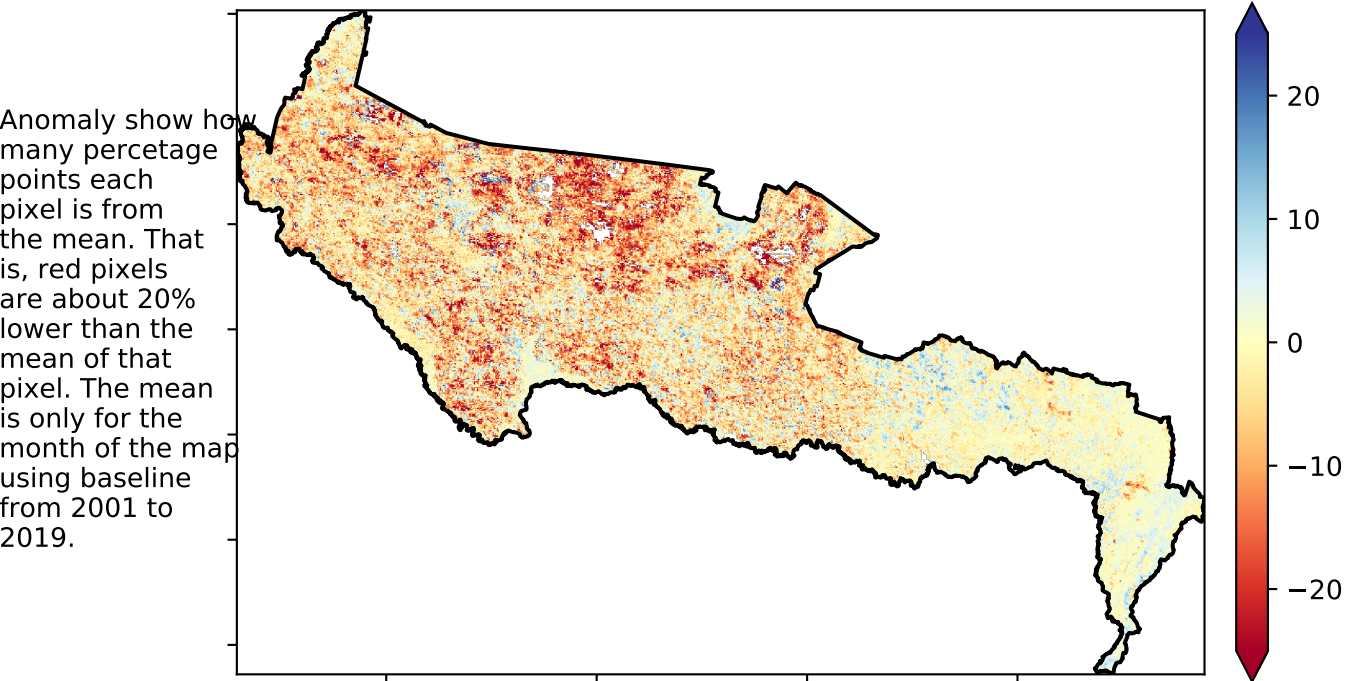 Anomaly show how
many percetage
points each
pixel is from
the mean. That
is, red pixels
are about 20%
lower than the
mean of that
pixel. The mean
is only for the
month of the map
using baseline
from 2001 to
2019.
20
10
0
−10
−20